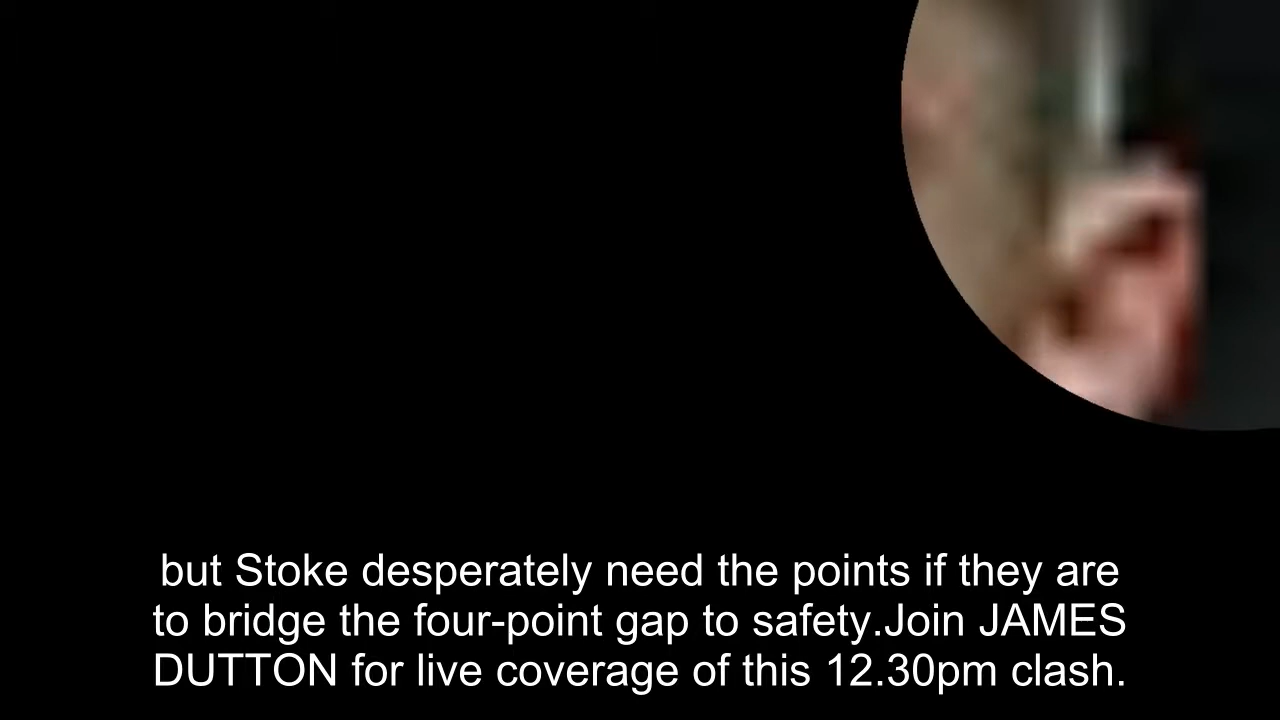 but Stoke desperately need the points if they are
to bridge the four-point gap to safety.Join JAMES
DUTTON for live coverage of this 12.30pm clash.